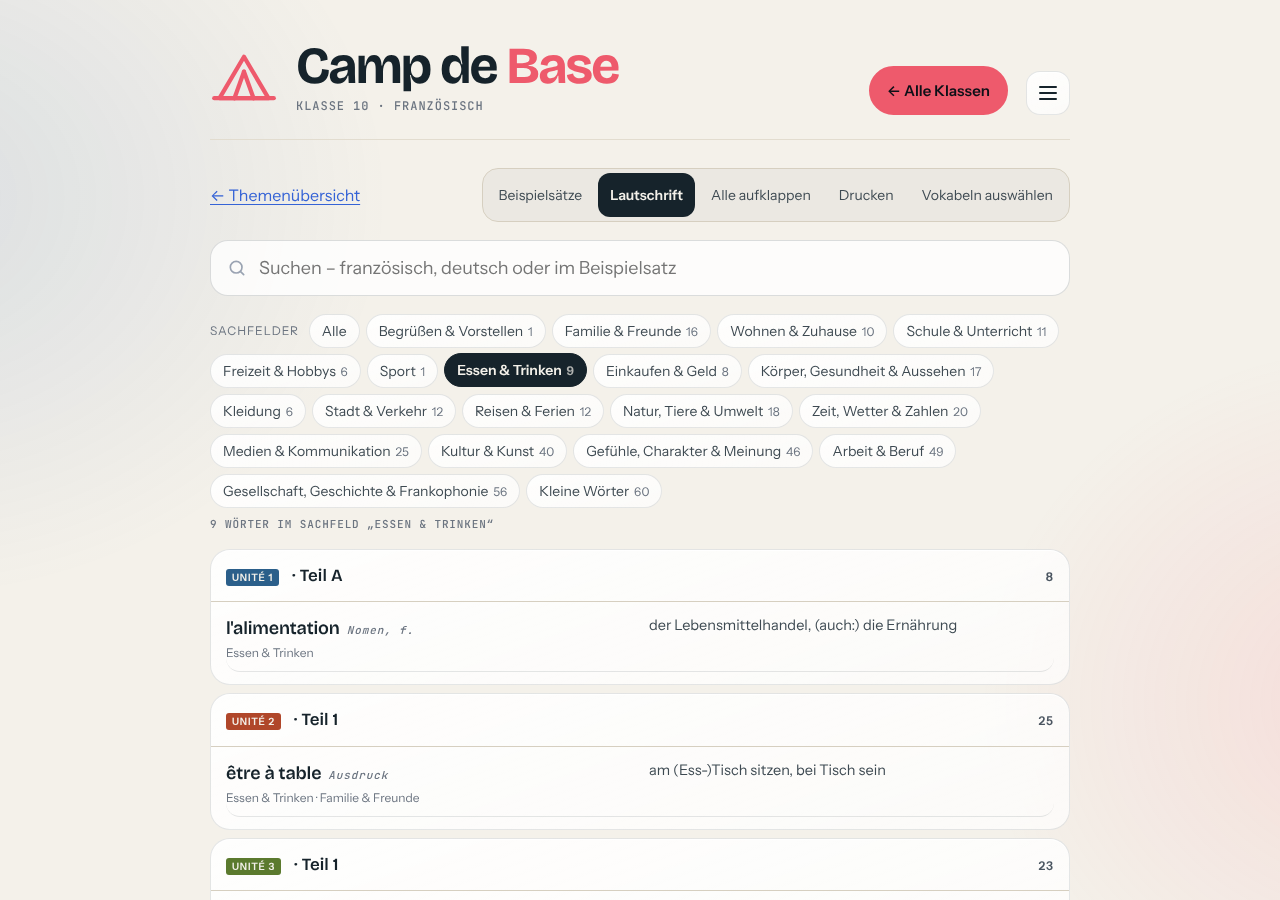 Camp de Base
KLASSE 10 · FRANZÖSISCH
← Alle Klassen
← Themenübersicht
Beispielsätze Lautschrift Alle aufklappen Drucken Vokabeln auswählen
Suchen – französisch, deutsch oder im Beispielsatz
SACHFELDER Alle Begrüßen & Vorstellen 1 Familie & Freunde 16 Wohnen & Zuhause 10 Schule & Unterricht 11
Freizeit & Hobbys 6 Sport 1 Essen & Trinken 9 Einkaufen & Geld 8 Körper, Gesundheit & Aussehen 17
Kleidung 6 Stadt & Verkehr 12 Reisen & Ferien 12 Natur, Tiere & Umwelt 18 Zeit, Wetter & Zahlen 20
Medien & Kommunikation 25 Kultur & Kunst 40 Gefühle, Charakter & Meinung 46 Arbeit & Beruf 49
Gesellschaft, Geschichte & Frankophonie 56 Kleine Wörter 60
9 WÖRTER IM SACHFELD „ESSEN & TRINKEN“
UNITÉ 1 · Teil A 8
l'alimentation Nomen, f. der Lebensmittelhandel, (auch:) die Ernährung
Essen & Trinken
UNITÉ 2 · Teil 1 25
être à table Ausdruck am (Ess-)Tisch sitzen, bei Tisch sein
Essen & Trinken · Familie & Freunde
UNITÉ 3 · Teil 1 23